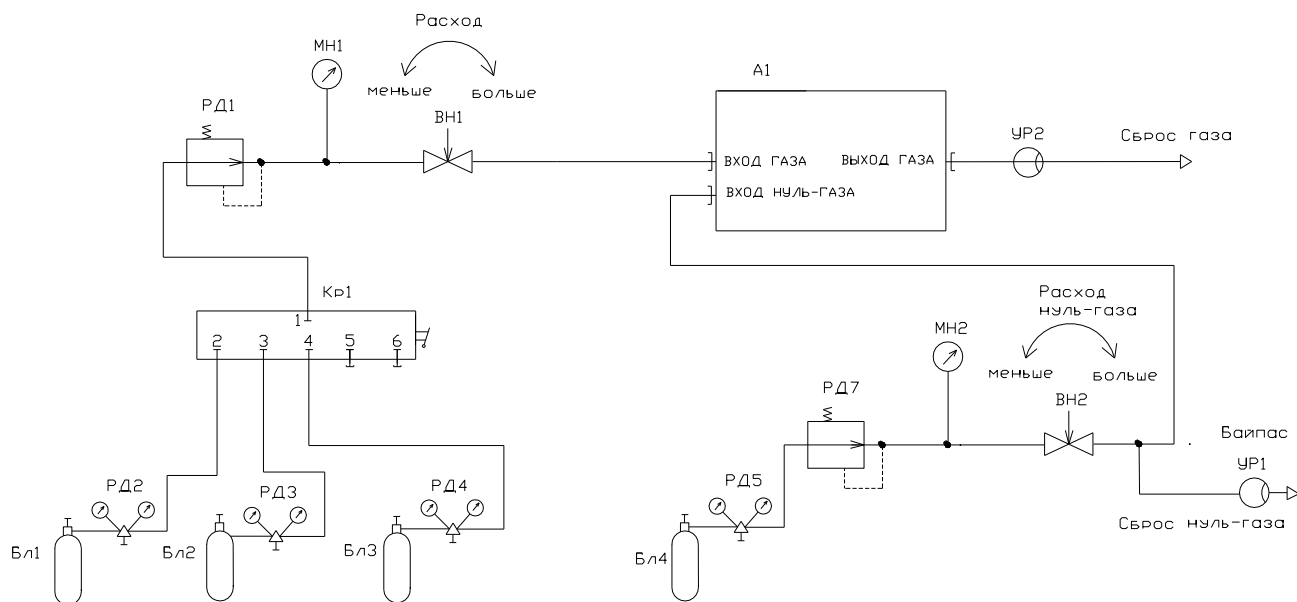 Расход
МН1
А1
меньше
больше
РД1
ВН1
УР2
Сброс газа
ВХОД ГАЗА
ВЫХОД ГАЗА
ВХОД НУЛЬ-ГАЗА
Кр1
1
2 3 4 5 6
Расход
нуль-газа
МН2
меньше
больше
РД7
ВН2
Байпас
УР1
РД2
РД3
РД4
РД5
Сброс нуль-газа
Бл1
Бл2
Бл3
Бл4